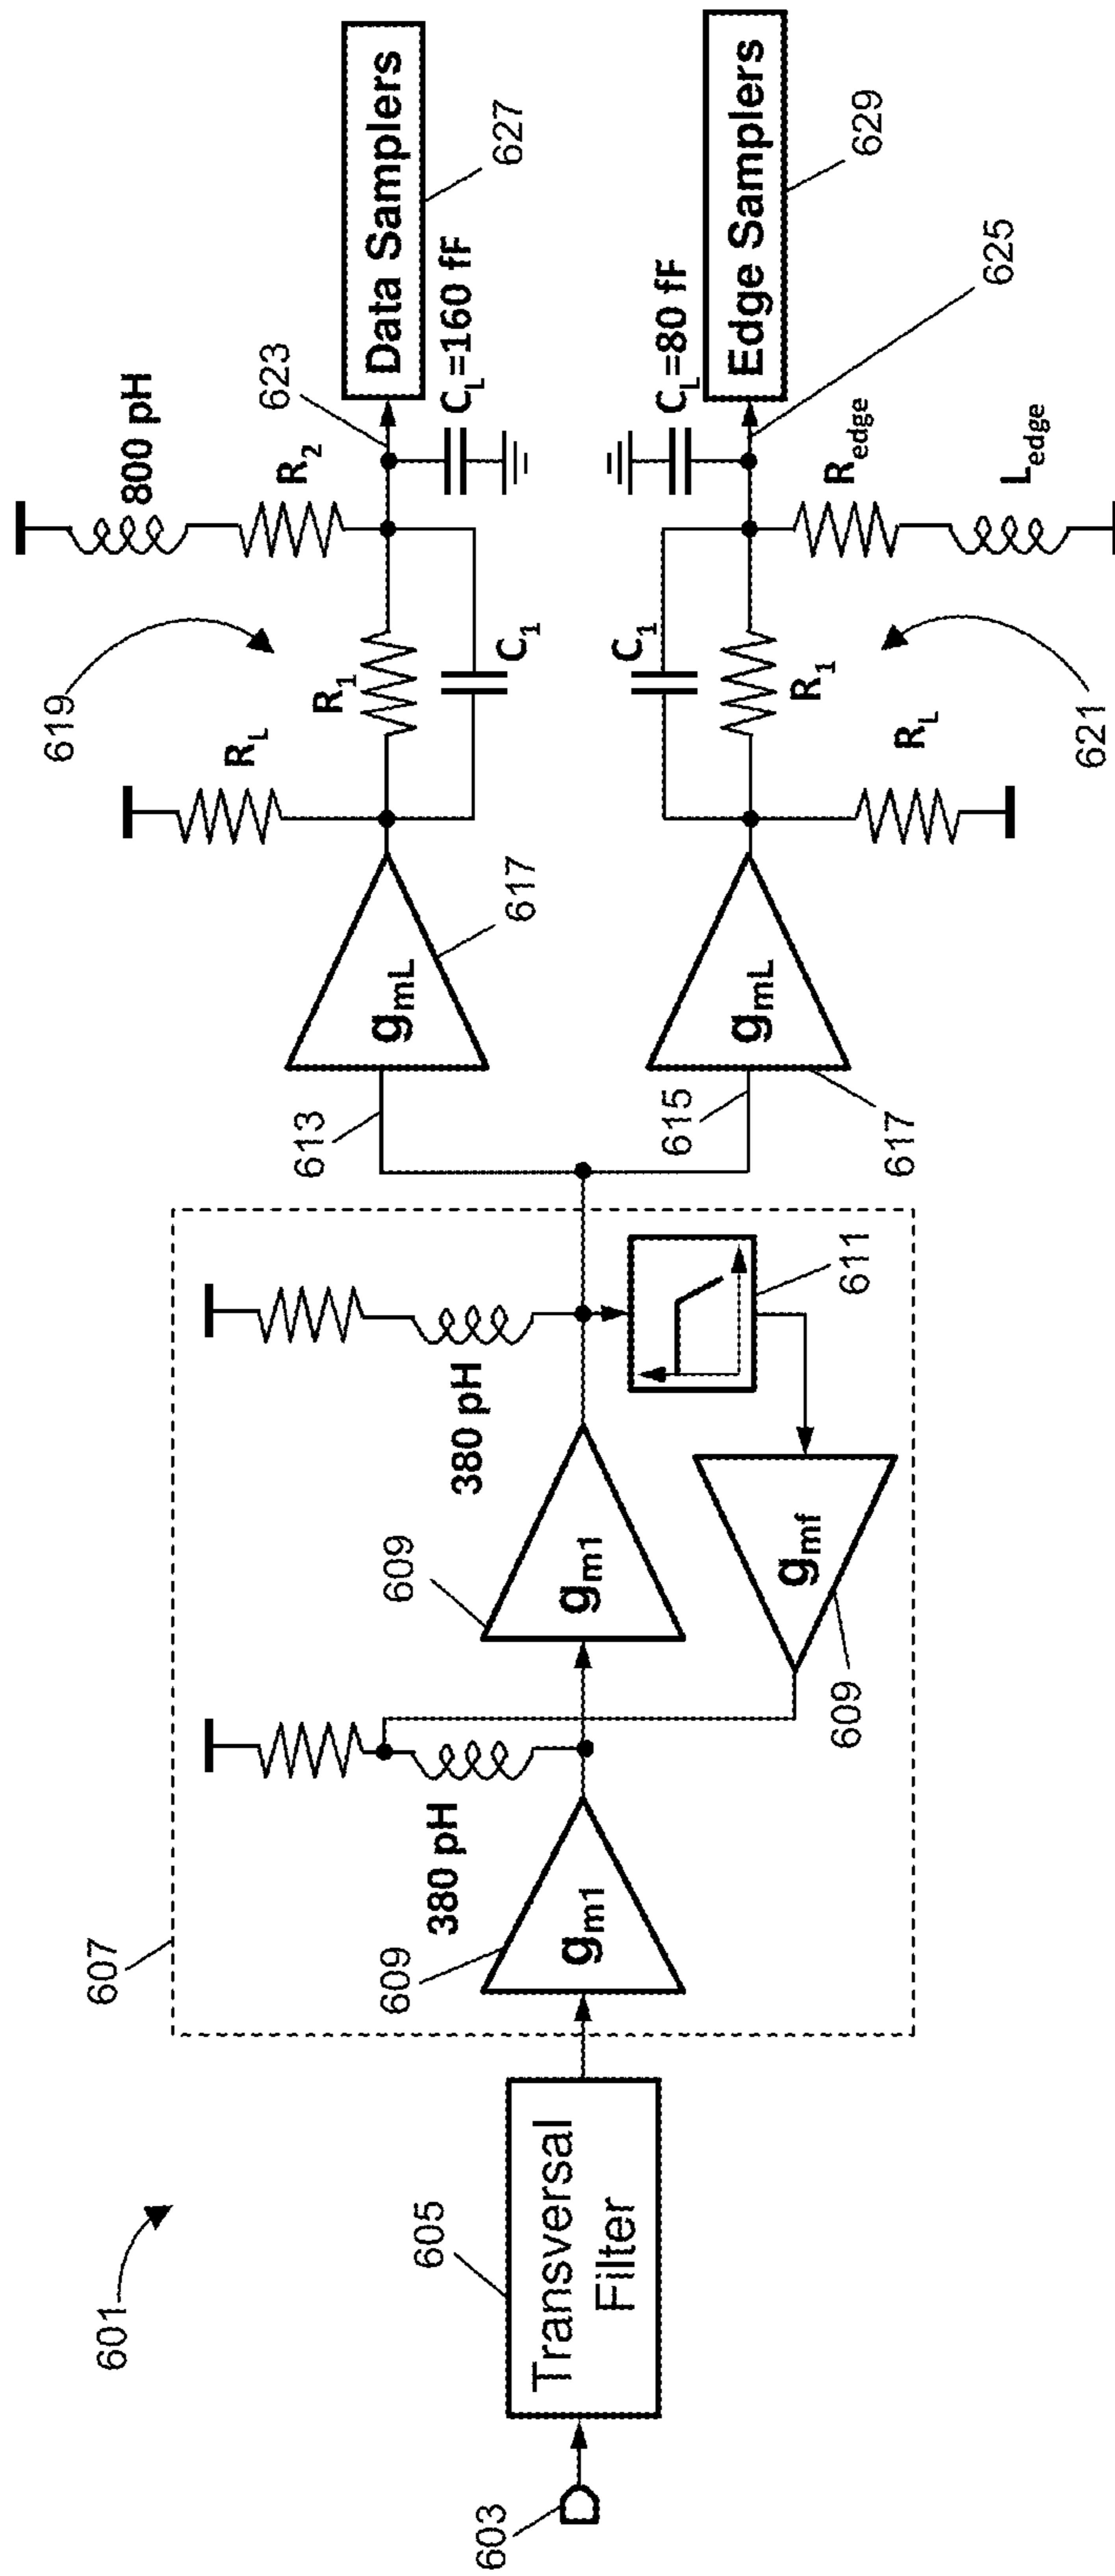 601
603
605
Transversal
Filter
607
609
g_m1
380 pH
609
g_m1
380 pH
611
609
g_mf
613
615
617
g_mL
617
g_mL
619
R_L
R_1
C_1
800 pH
R_2
623
C_L=160 fF
Data Samplers
627
621
R_L
R_1
C_1
R_edge
L_edge
625
C_L=80 fF
Edge Samplers
629